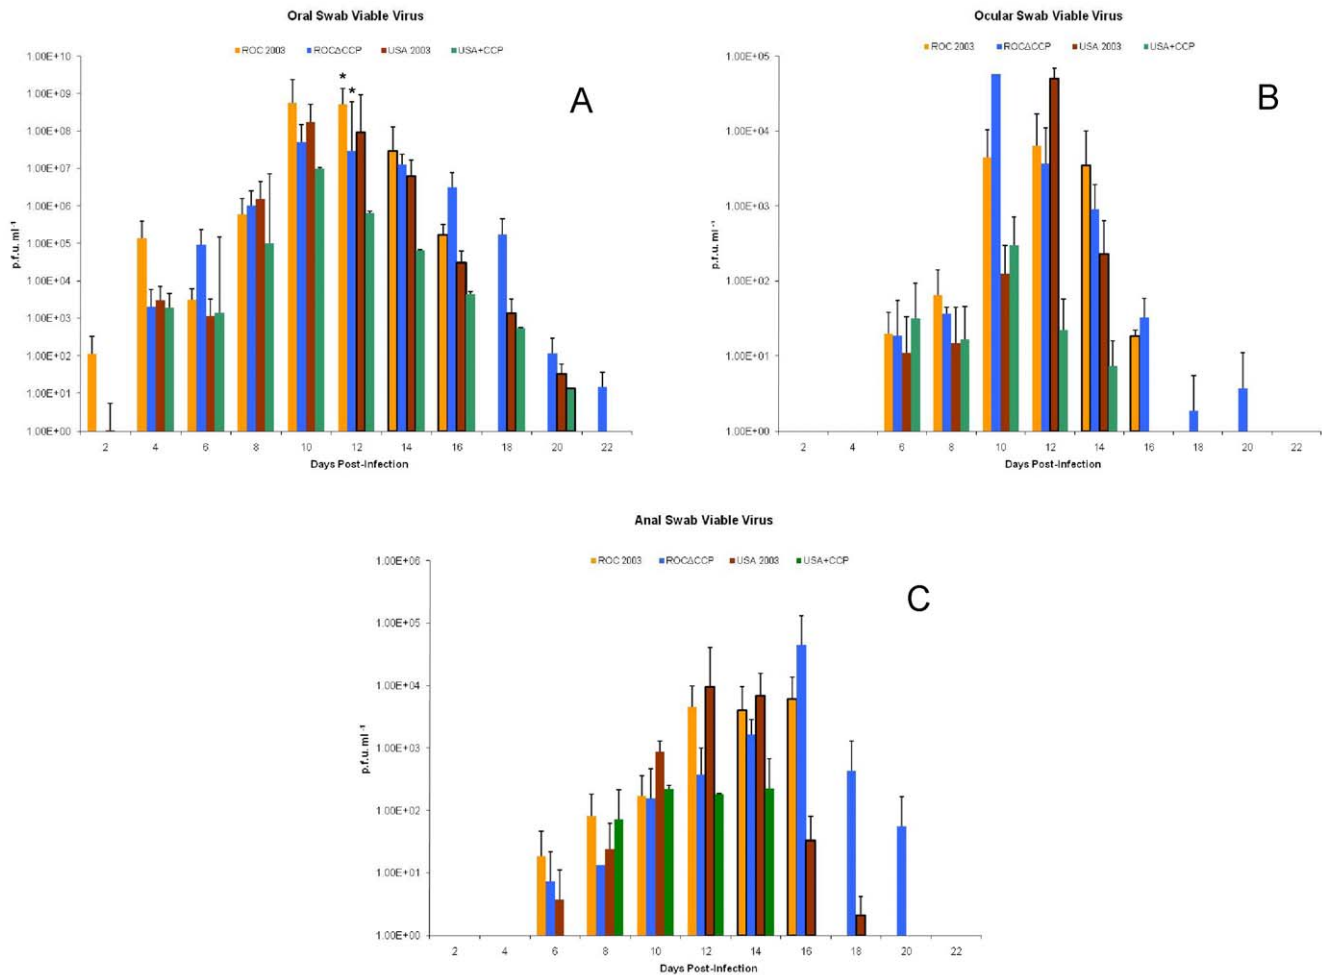 Oral Swab Viable Virus
ROC 2003 ROCΔCCP USA 2003 USA+CCP
1.00E+10
1.00E+09
1.00E+08
1.00E+07
1.00E+06
1.00E+05
1.00E+04
1.00E+03
1.00E+02
1.00E+01
1.00E+00
p.f.u. ml⁻¹
* *
A
2 4 6 8 10 12 14 16 18 20 22
Days Post-Infection
Ocular Swab Viable Virus
ROC 2003 ROCΔCCP USA 2003 USA+CCP
1.00E+05
1.00E+04
1.00E+03
1.00E+02
1.00E+01
1.00E+00
p.f.u. ml⁻¹
B
2 4 6 8 10 12 14 16 18 20 22
Days Post-Infection
Anal Swab Viable Virus
ROC 2003 ROCΔCCP USA 2003 USA+CCP
1.00E+06
1.00E+05
1.00E+04
1.00E+03
1.00E+02
1.00E+01
1.00E+00
p.f.u. ml⁻¹
C
2 4 6 8 10 12 14 16 18 20 22
Days Post-Infection